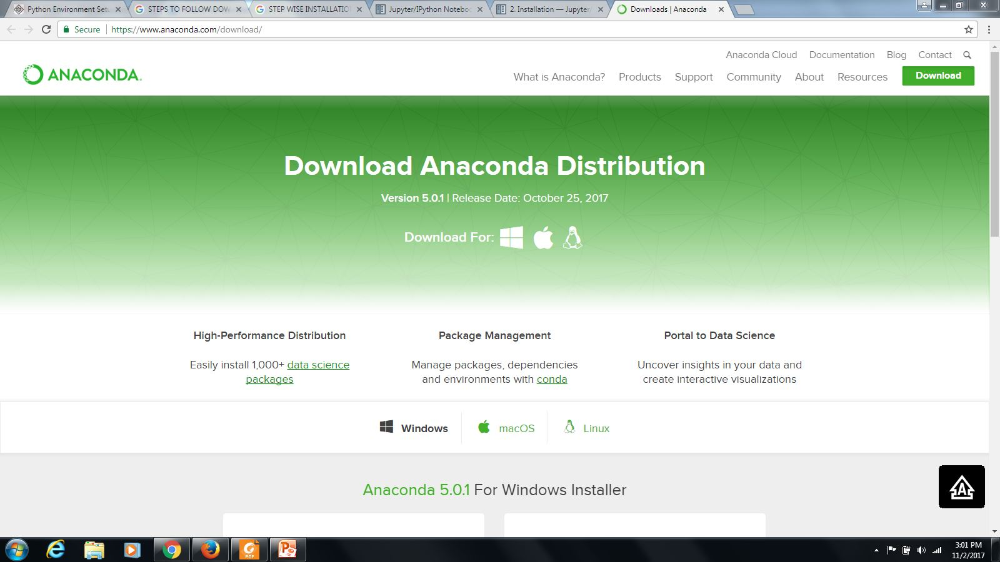 Python Environment Setu
STEPS TO FOLLOW DOW
STEP WISE INSTALLATIO
Jupyter/IPython Noteboo
2. Installation — Jupyter/
Downloads | Anaconda
Secure
https://www.anaconda.com/download/
Anaconda Cloud
Documentation
Blog
Contact
ANACONDA.
What is Anaconda?
Products
Support
Community
About
Resources
Download
Download Anaconda Distribution
Version 5.0.1 | Release Date: October 25, 2017
Download For:
High-Performance Distribution
Easily install 1,000+ data science
packages
Package Management
Manage packages, dependencies
and environments with conda
Portal to Data Science
Uncover insights in your data and
create interactive visualizations
Windows
macOS
Linux
Anaconda 5.0.1 For Windows Installer
A
PDF
3:01 PM
11/2/2017